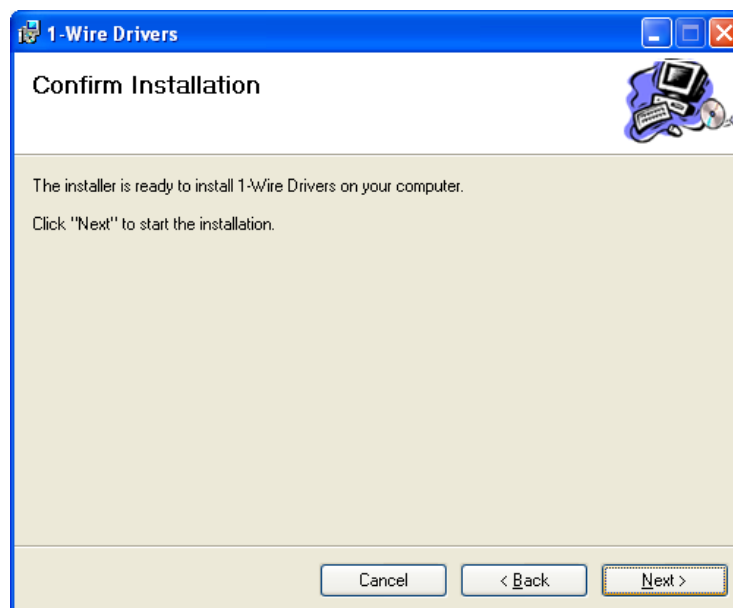 1-Wire Drivers
Confirm Installation
The installer is ready to install 1-Wire Drivers on your computer.
Click "Next" to start the installation.
Cancel
< Back
Next >